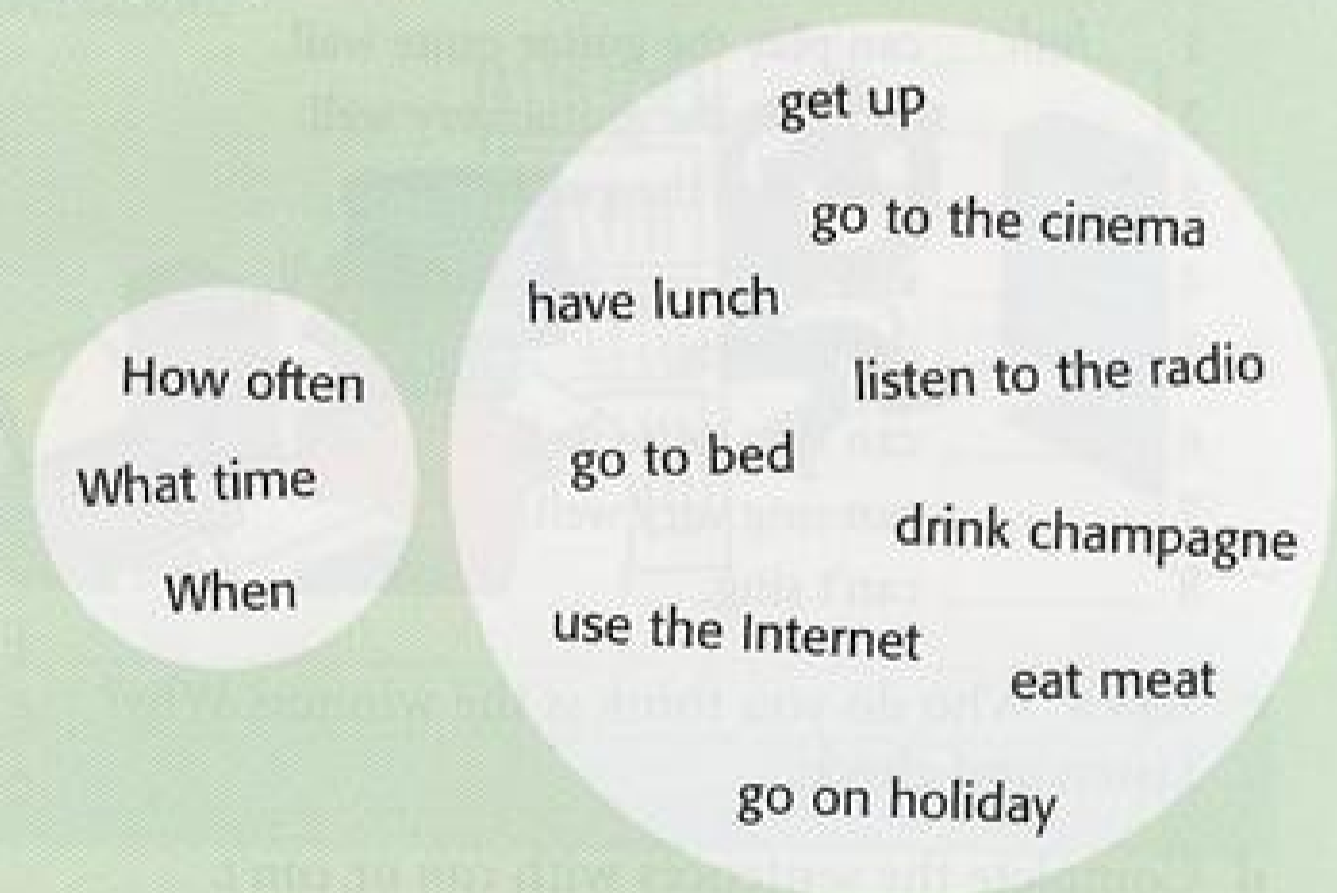 How often
What time
When
get up
go to the cinema
have lunch
listen to the radio
go to bed
drink champagne
use the Internet
eat meat
go on holiday